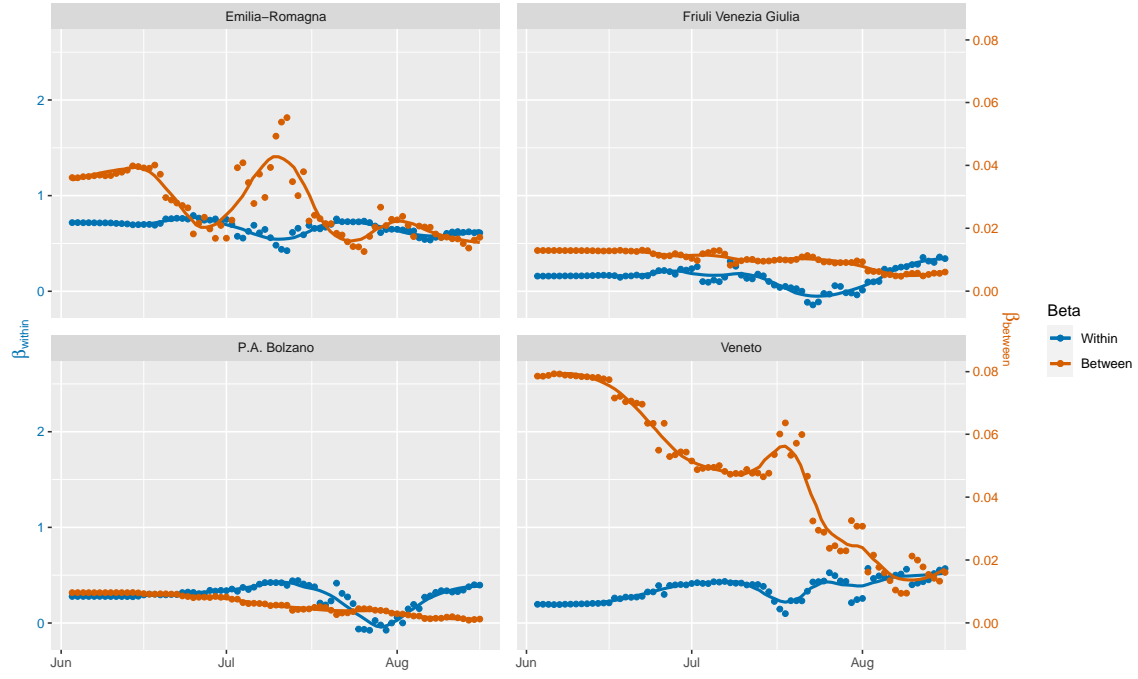 Emilia−Romagna
Friuli Venezia Giulia
0.08
0.06
0.04
0.02
0.00
2
1
0
P.A. Bolzano
Veneto
0.08
0.06
0.04
0.02
0.00
2
1
0
Jun
Jul
Aug
Jun
Jul
Aug
βwithin
βbetween
Beta
Within
Between